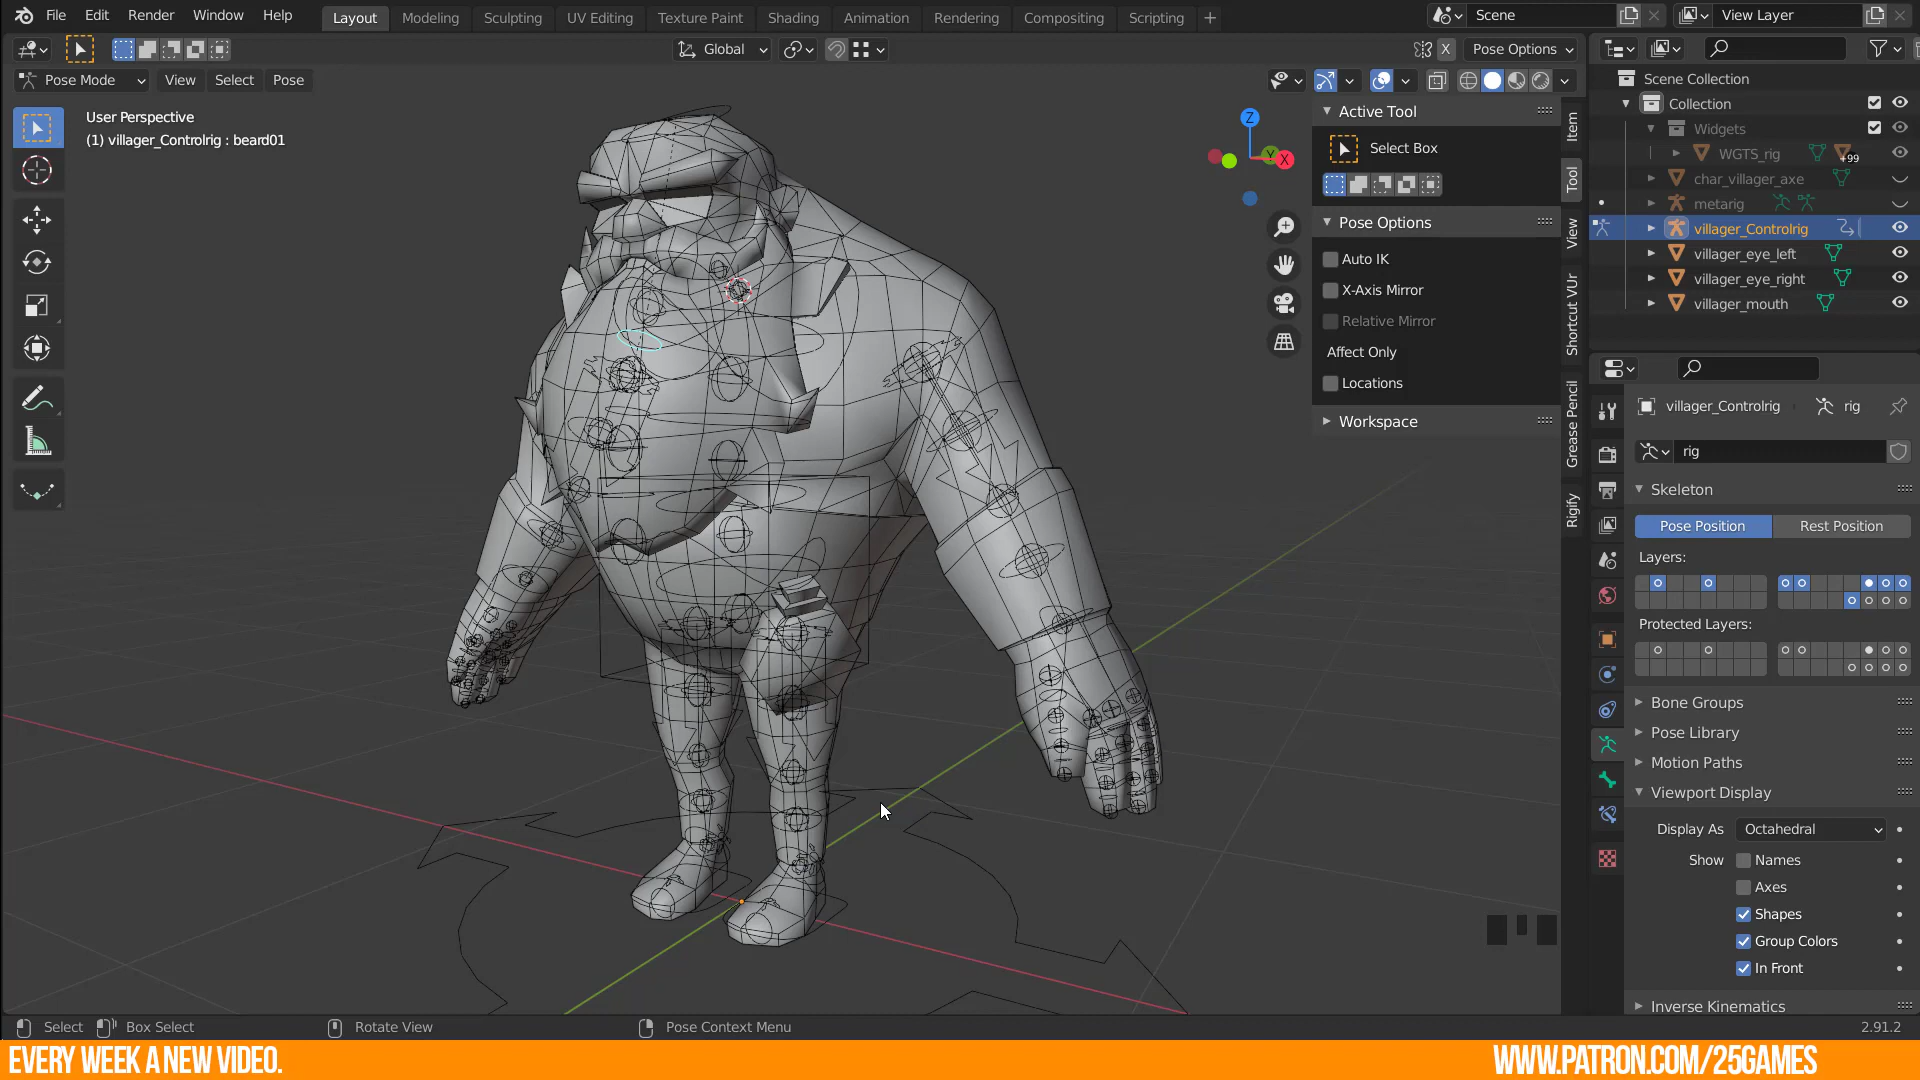 File Edit Render Window Help
Layout Modeling Sculpting UV Editing Texture Paint Shading Animation Rendering Compositing Scripting +
Scene
View Layer
Global
X
Pose Options
Pose Mode
View Select Pose
User Perspective
(1) villager_Controlrig : beard01
Z
Y
X
Active Tool
Select Box
Pose Options
Auto IK
X-Axis Mirror
Relative Mirror
Affect Only
Locations
Workspace
Item
Tool
View
Shortcut VUr
Grease Pencil
Rigify
Scene Collection
Collection
Widgets
WGTS_rig
+99
char_villager_axe
metarig
villager_Controlrig
villager_eye_left
villager_eye_right
villager_mouth
villager_Controlrig
rig
rig
Skeleton
Pose Position
Rest Position
Layers:
Protected Layers:
Bone Groups
Pose Library
Motion Paths
Viewport Display
Display As Octahedral
Show Names
Axes
Shapes
Group Colors
In Front
Inverse Kinematics
Select
Box Select
Rotate View
Pose Context Menu
2.91.2
EVERY WEEK A NEW VIDEO.
WWW.PATRON.COM/25GAMES